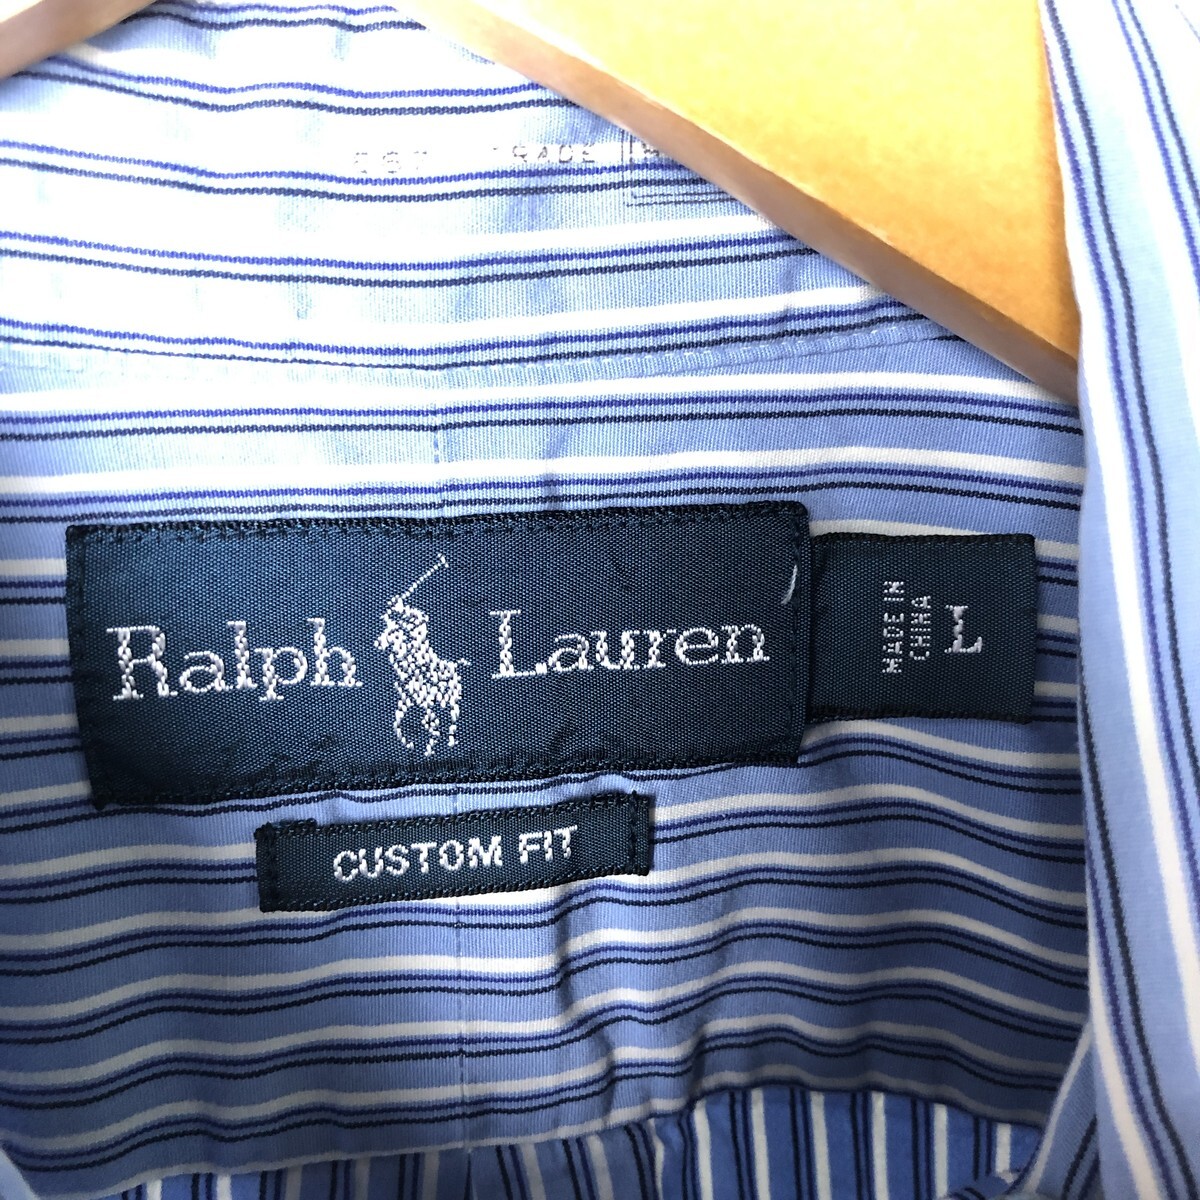 Ralph Lauren
MADE IN
CHINA
L
CUSTOM FIT